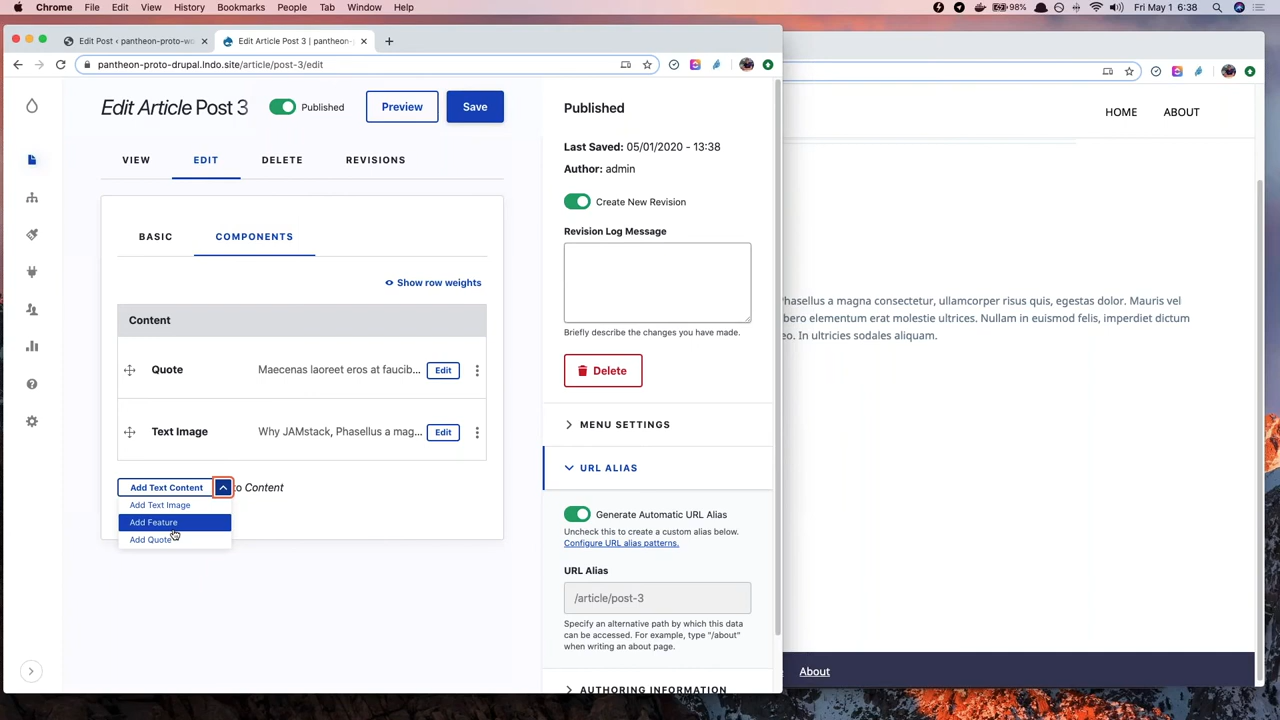 Chrome File Edit View History Bookmarks People Tab Window Help
98% Fri May 1 6:38
Edit Post ‹ pantheon-proto-wo
Edit Article Post 3 | pantheon-
pantheon-proto-drupal.lndo.site/article/post-3/edit
Edit Article Post 3
Published
Preview
Save
VIEW
EDIT
DELETE
REVISIONS
BASIC
COMPONENTS
Show row weights
Content
Quote
Maecenas laoreet eros at faucib...
Edit
Text Image
Why JAMstack, Phasellus a mag...
Edit
Add Text Content
o Content
Add Text Image
Add Feature
Add Quote
Published
Last Saved: 05/01/2020 - 13:38
Author: admin
Create New Revision
Revision Log Message
Briefly describe the changes you have made.
Delete
MENU SETTINGS
URL ALIAS
Generate Automatic URL Alias
Uncheck this to create a custom alias below.
Configure URL alias patterns.
URL Alias
/article/post-3
Specify an alternative path by which this data
can be accessed. For example, type "/about"
when writing an about page.
AUTHORING INFORMATION
HOME
ABOUT
hasellus a magna consectetur, ullamcorper risus quis, egestas dolor. Mauris vel
bero elementum erat molestie ultrices. Nullam in euismod felis, imperdiet dictum
eo. In ultricies sodales aliquam.
About